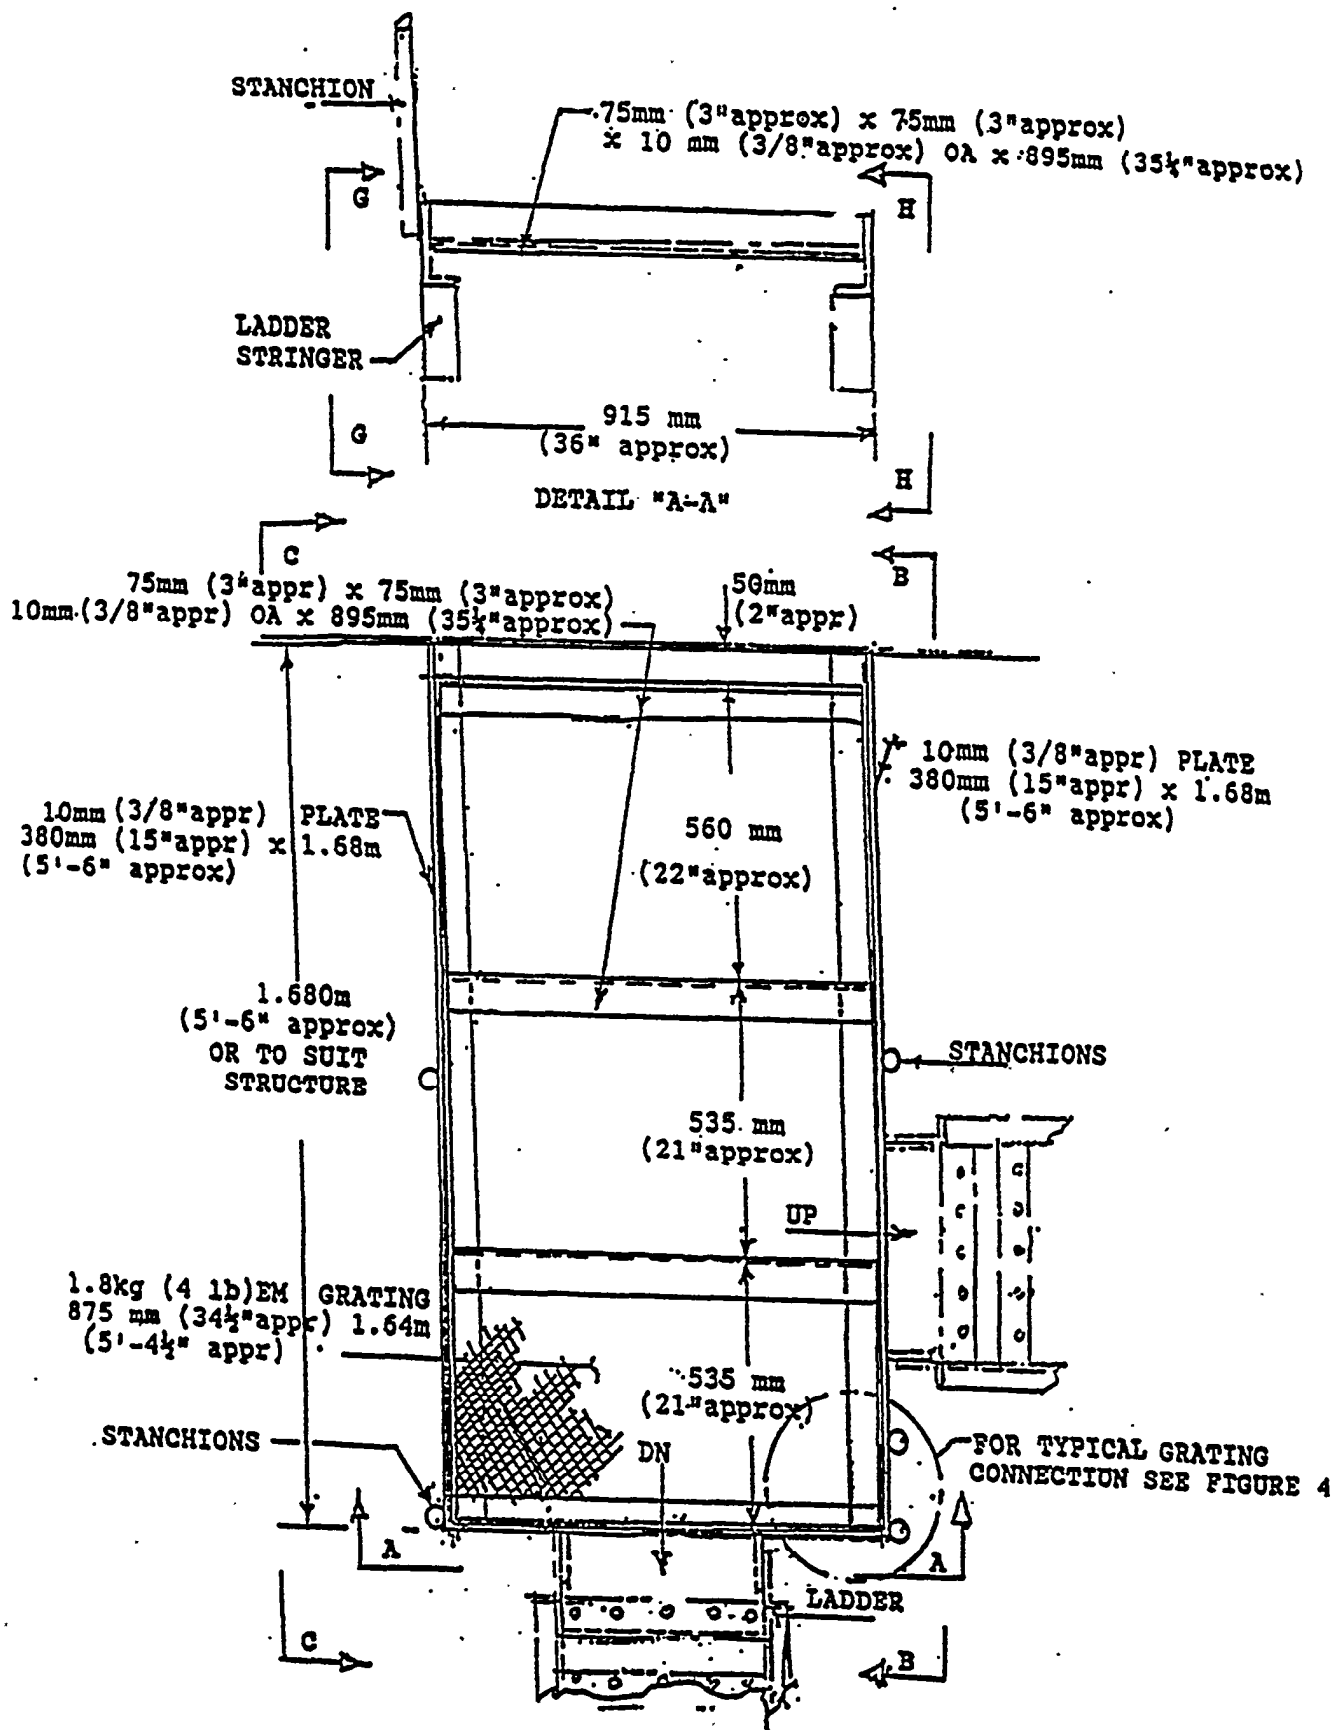 STANCHION
75mm (3"approx) x 75mm (3"approx)
x 10 mm (3/8"approx) OA x 895mm (35¼"approx)
G
H
LADDER
STRINGER
915 mm
(36" approx)
G
H
DETAIL "A-A"
C
B
75mm (3"appr) x 75mm (3"approx)
10mm (3/8"appr) OA x 895mm (35¼"approx)
50mm
(2"appr)
10mm (3/8"appr) PLATE
380mm (15"appr) x 1.68m
(5'-6" approx)
10mm (3/8"appr) PLATE
380mm (15"appr) x 1.68m
(5'-6" approx)
560 mm
(22"approx)
1.680m
(5'-6" approx)
OR TO SUIT
STRUCTURE
STANCHIONS
535 mm
(21"approx)
UP
1.8kg (4 lb)EM GRATING
875 mm (34½"appr) 1.64m
(5'-4½" appr)
535 mm
(21"approx)
STANCHIONS
DN
FOR TYPICAL GRATING
CONNECTION SEE FIGURE 4
A
A
LADDER
C
B